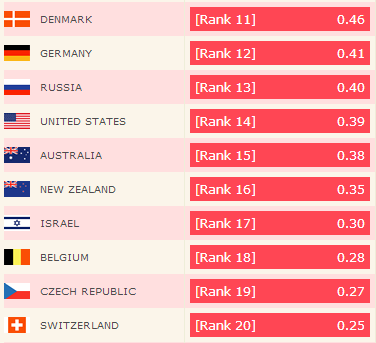 DENMARK [Rank 11] 0.46
GERMANY [Rank 12] 0.41
RUSSIA [Rank 13] 0.40
UNITED STATES [Rank 14] 0.39
AUSTRALIA [Rank 15] 0.38
NEW ZEALAND [Rank 16] 0.35
ISRAEL [Rank 17] 0.30
BELGIUM [Rank 18] 0.28
CZECH REPUBLIC [Rank 19] 0.27
SWITZERLAND [Rank 20] 0.25